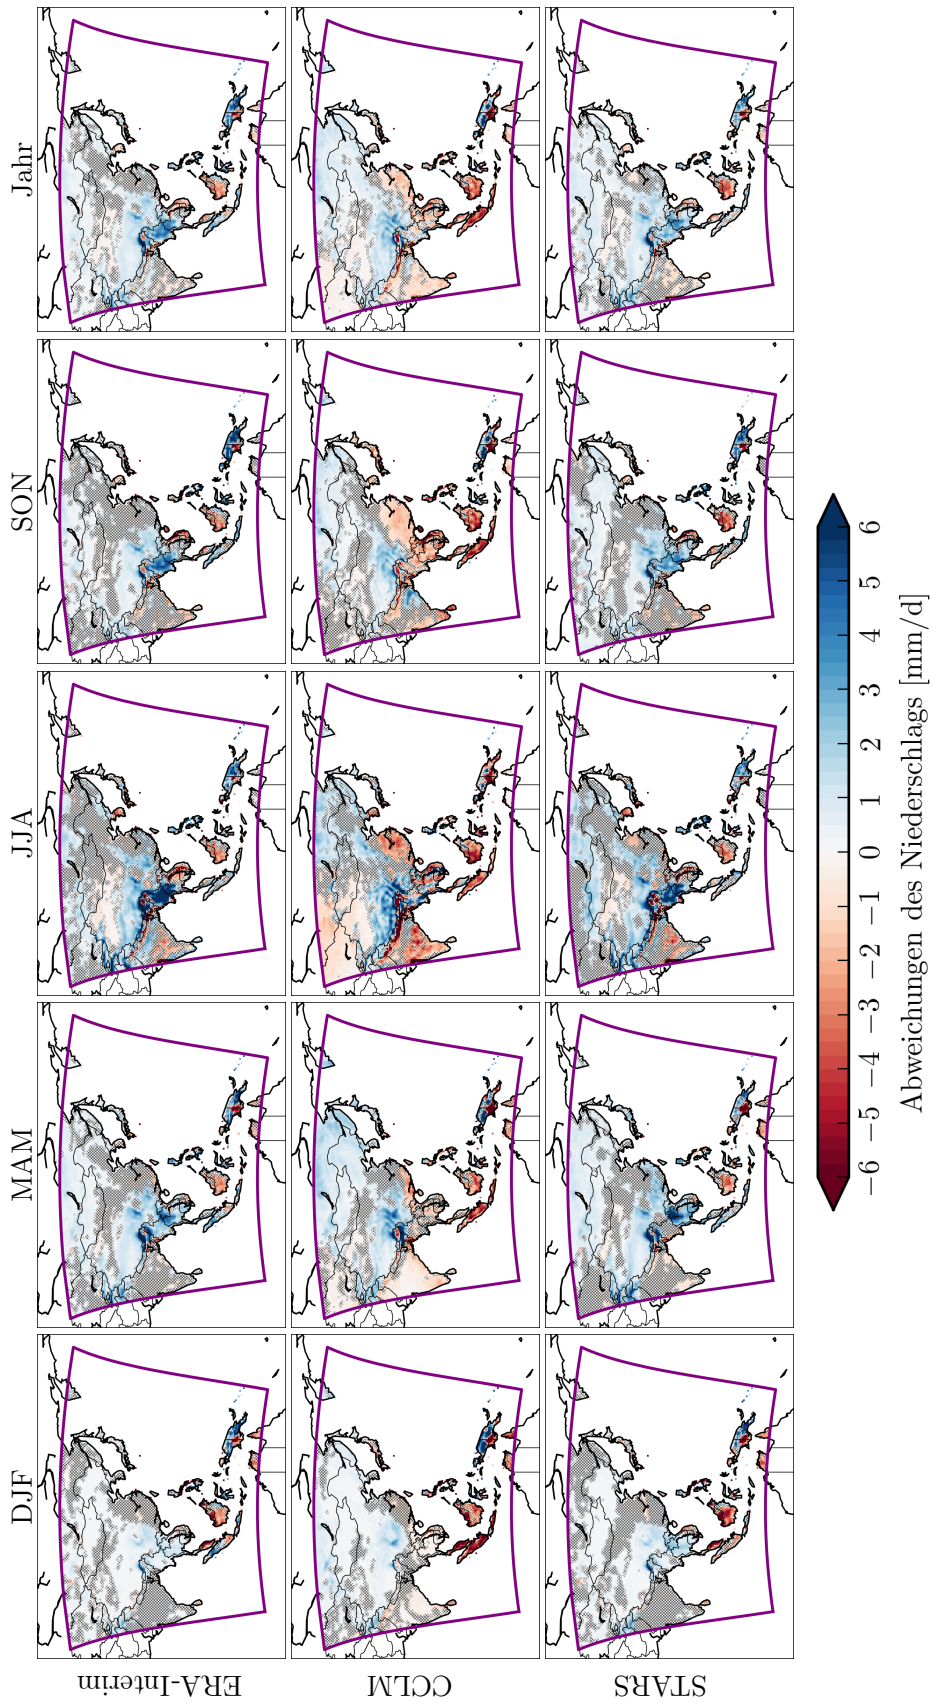 DJF
MAM
JJA
SON
Jahr
ERA-Interim
CCLM
STARS
−6 −5 −4 −3 −2 −1 0 1 2 3 4 5 6
Abweichungen des Niederschlags [mm/d]